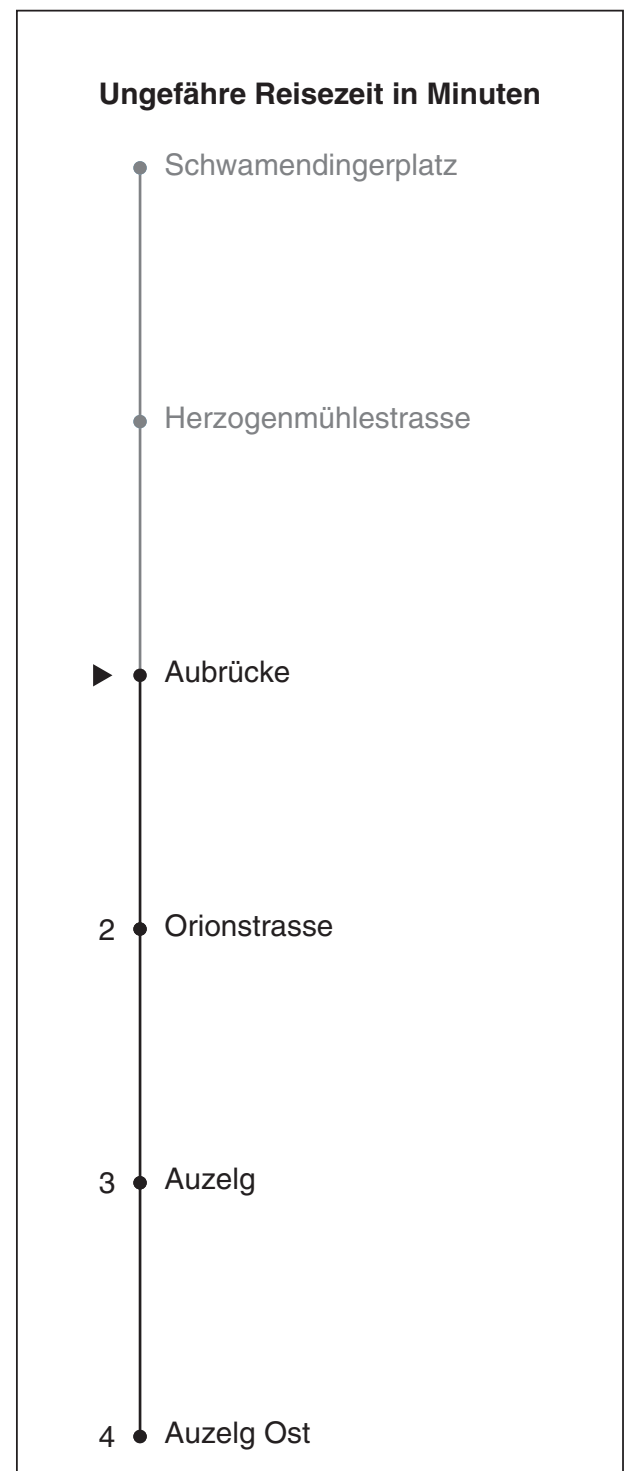 Ungefähre Reisezeit in Minuten
Schwamendingerplatz
Herzogenmühlestrasse
Aubrücke
2 Orionstrasse
3 Auzelg
4 Auzelg Ost